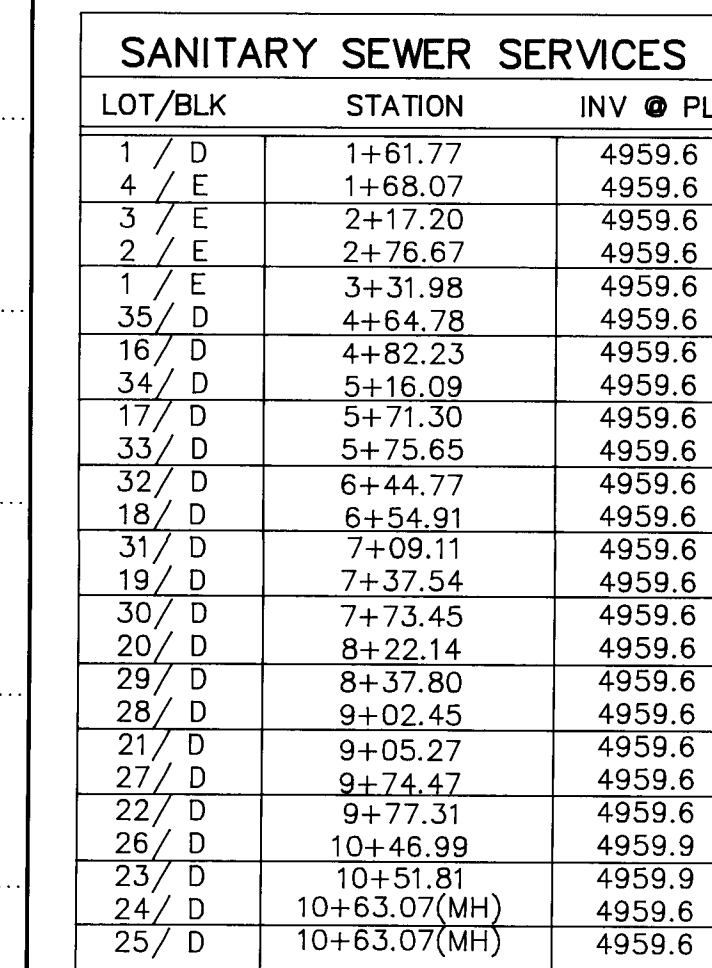 SANITARY SEWER SERVICES
LOT/BLK STATION INV @ PL
1 / D 1+61.77 4959.6
4 / E 1+68.07 4959.6
3 / E 2+17.20 4959.6
2 / E 2+76.67 4959.6
1 / E 3+31.98 4959.6
35/ D 4+64.78 4959.6
16/ D 4+82.23 4959.6
34/ D 5+16.09 4959.6
17/ D 5+71.30 4959.6
33/ D 5+75.65 4959.6
32/ D 6+44.77 4959.6
18/ D 6+54.91 4959.6
31/ D 7+09.11 4959.6
19/ D 7+37.54 4959.6
30/ D 7+73.45 4959.6
20/ D 8+22.14 4959.6
29/ D 8+37.80 4959.6
28/ D 9+02.45 4959.6
21/ D 9+05.27 4959.6
27/ D 9+74.47 4959.6
22/ D 9+77.31 4959.6
26/ D 10+46.99 4959.9
23/ D 10+51.81 4959.9
24/ D 10+63.07(MH) 4959.6
25/ D 10+63.07(MH) 4959.6